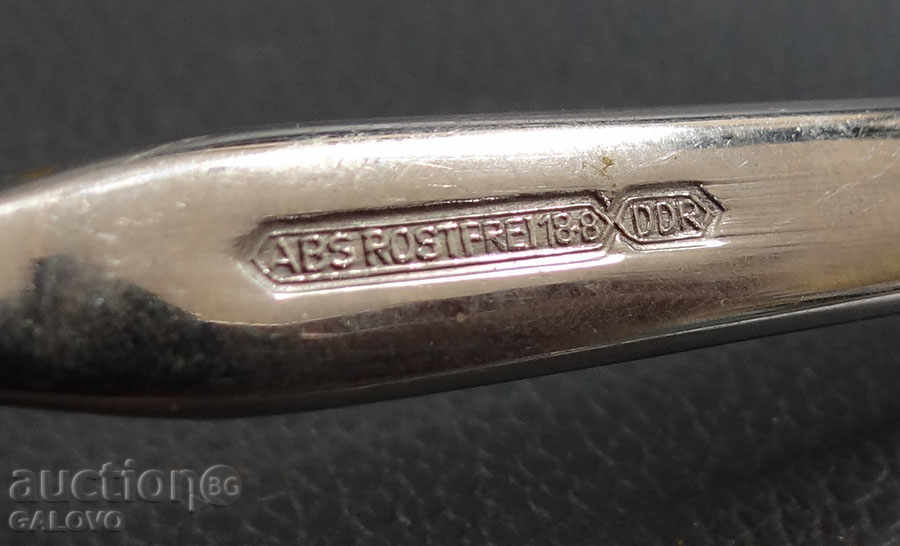 ABS ROSTFREI 18·8 DDR
auction BG
GALOVO